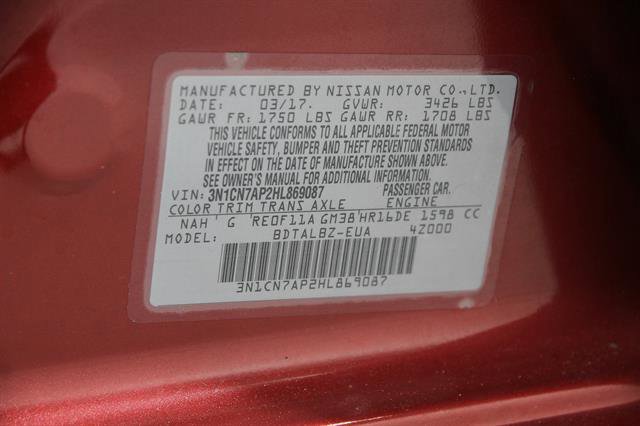 MANUFACTURED BY NISSAN MOTOR CO.,LTD.
DATE: 03/17. GVWR: 3426 LBS
GAWR FR: 1750 LBS GAWR RR: 1708 LBS
THIS VEHICLE CONFORMS TO ALL APPLICABLE FEDERAL MOTOR
VEHICLE SAFETY, BUMPER AND THEFT PREVENTION STANDARDS
IN EFFECT ON THE DATE OF MANUFACTURE SHOWN ABOVE.
SEE OWNER'S MANUAL FOR ADDITIONAL INFORMATION.
VIN: 3N1CN7AP2HL869087 PASSENGER CAR.
COLOR TRIM TRANS AXLE ENGINE
NAH ' G 'RE0F11A GM38'HR16DE 1598 CC
MODEL: BDTALBZ-EUA 4Z000
3N1CN7AP2HL869087